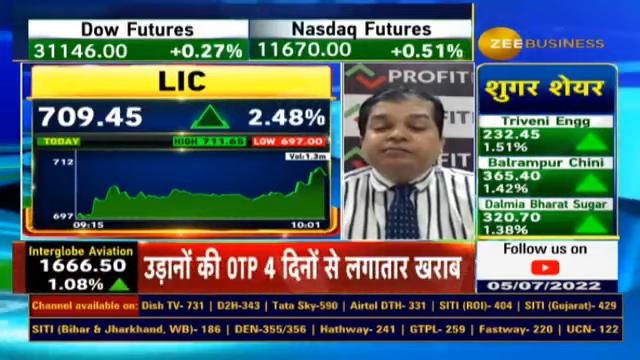 Dow Futures
31146.00 +0.27%
Nasdaq Futures
11670.00 +0.51%
ZEE BUSINESS
LIC
709.45 2.48%
TODAY HIGH 711.65 LOW 697.00
Vol:1.3m
712
697
09:15 10:01
PROFIT
शुगर शेयर
Triveni Engg
232.45
1.51%
Balrampur Chini
365.40
1.42%
Dalmia Bharat Sugar
320.70
1.38%
Interglobe Aviation
1666.50
1.08%
उड़ानों की OTP 4 दिनों से लगातार खराब
Follow us on
05/07/2022
Channel available on: Dish TV- 731 | D2H-343 | Tata Sky-590 | Airtel DTH- 331 | SITI (ROI)- 404 | SITI (Gujarat)- 429
SITI (Bihar & Jharkhand, WB)- 186 | DEN-355/356 | Hathway- 241 | GTPL- 259 | Fastway- 220 | UCN- 122